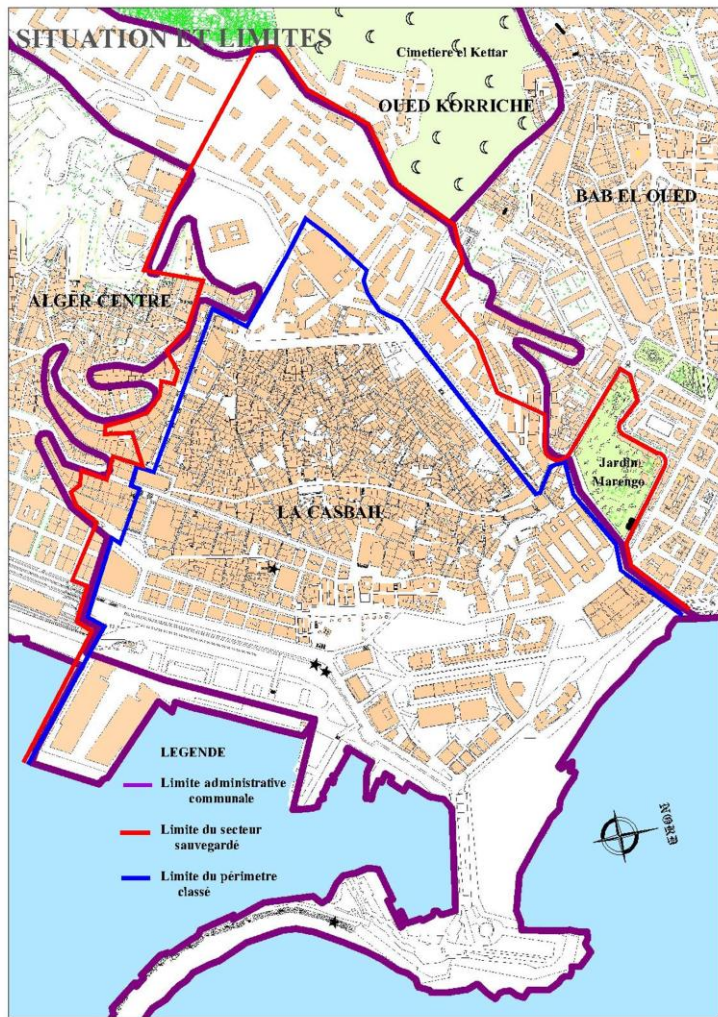 SITUATION ET LIMITES
Cimetiere el Kettar
OUED KORRICHE
BAB EL OUED
ALGER CENTRE
Jardin
Marengo
LA CASBAH
LEGENDE
Limite administrative
communale
Limite du secteur
sauvegardé
Limite du périmetre
classé
NORD